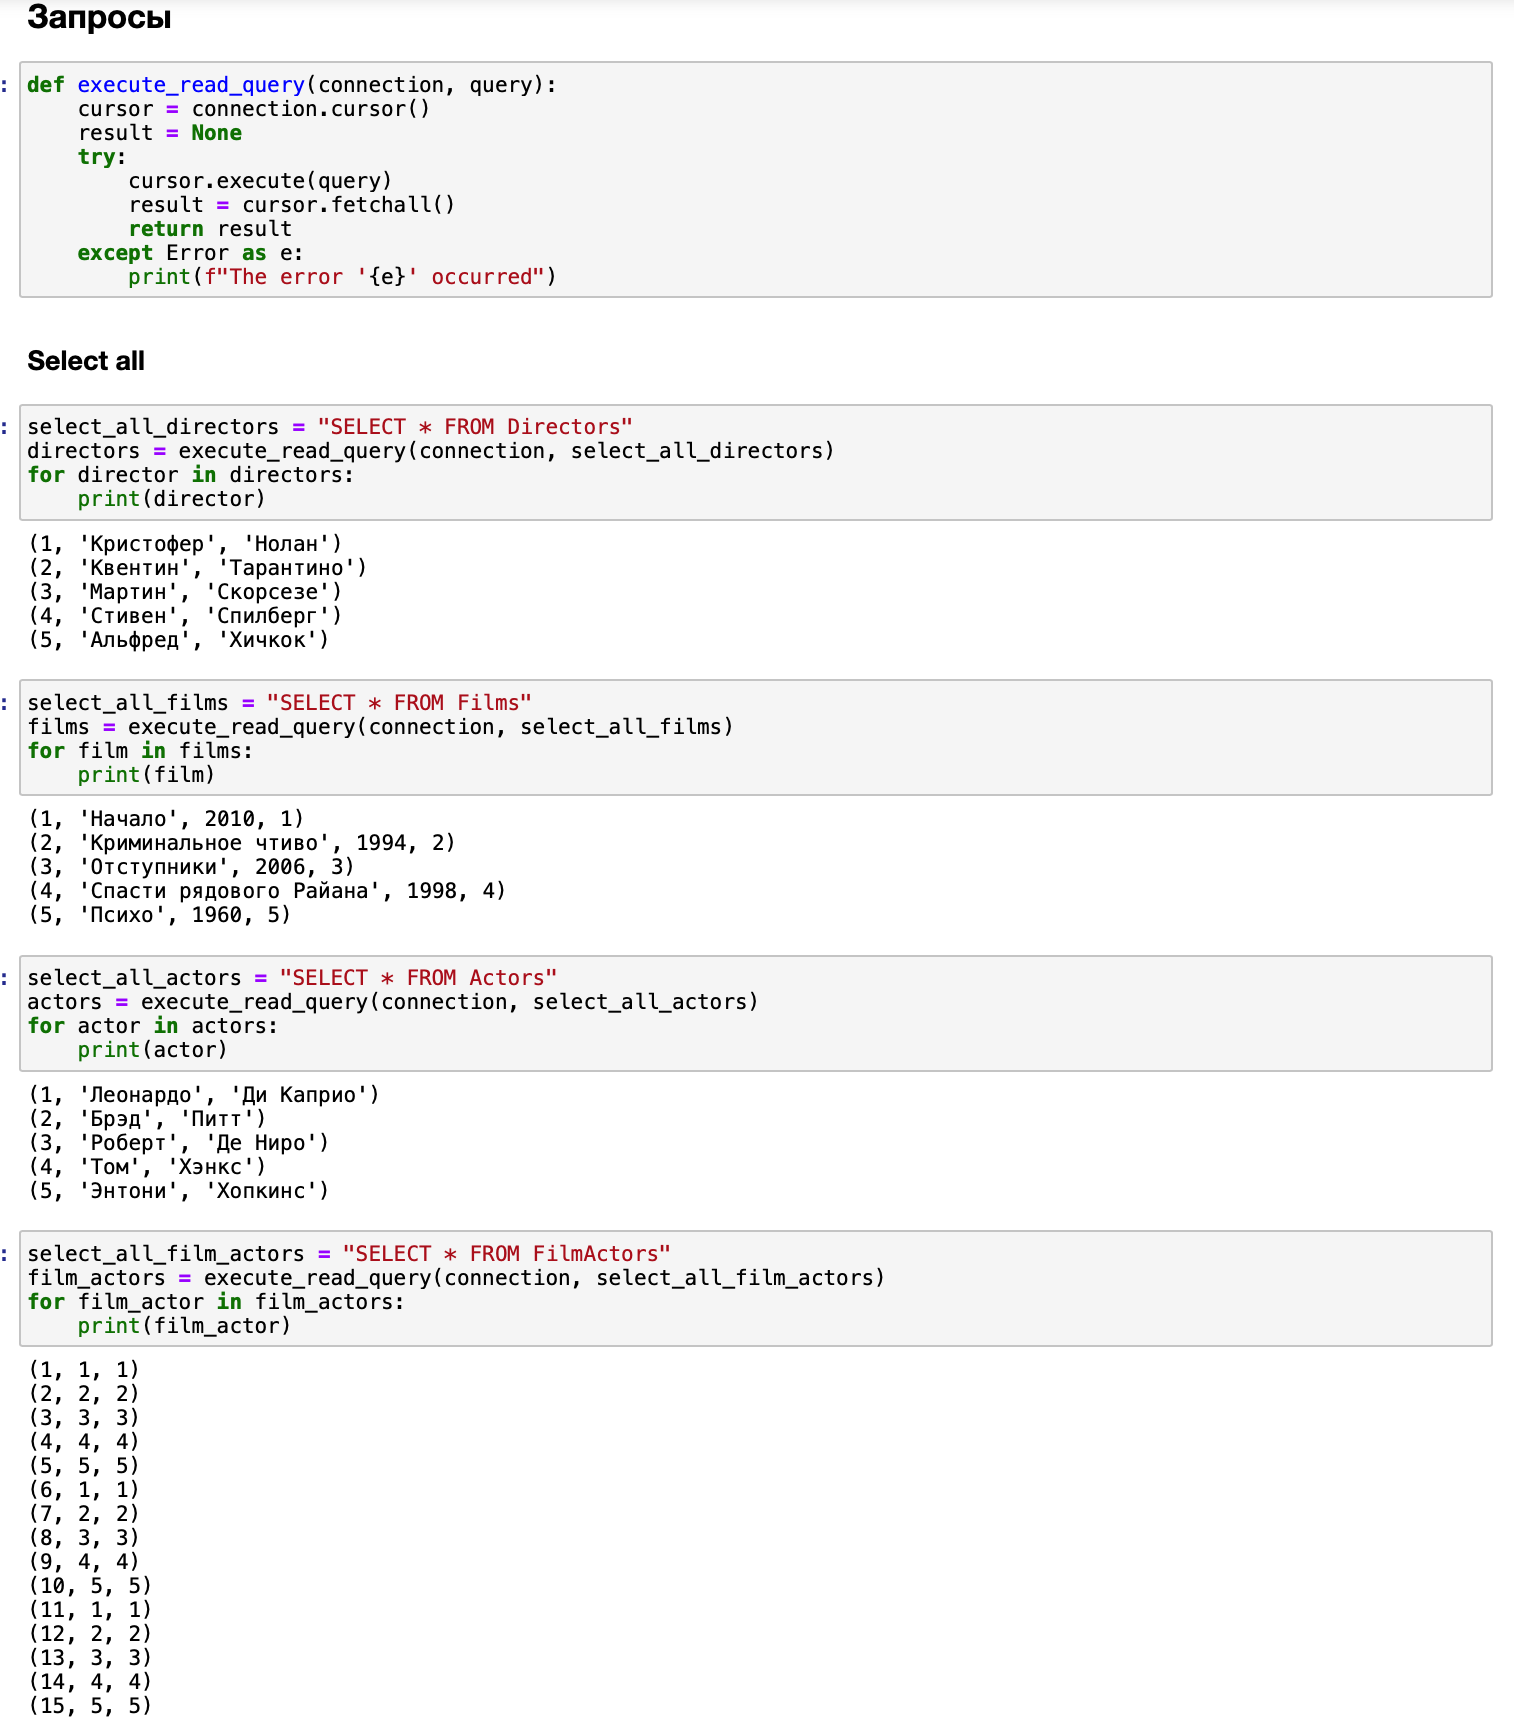 Запросы
: def execute_read_query(connection, query):
    cursor = connection.cursor()
    result = None
    try:
        cursor.execute(query)
        result = cursor.fetchall()
        return result
    except Error as e:
        print(f"The error '{e}' occurred")
Select all
: select_all_directors = "SELECT * FROM Directors"
directors = execute_read_query(connection, select_all_directors)
for director in directors:
    print(director)
(1, 'Кристофер', 'Нолан')
(2, 'Квентин', 'Тарантино')
(3, 'Мартин', 'Скорсезе')
(4, 'Стивен', 'Спилберг')
(5, 'Альфред', 'Хичкок')
: select_all_films = "SELECT * FROM Films"
films = execute_read_query(connection, select_all_films)
for film in films:
    print(film)
(1, 'Начало', 2010, 1)
(2, 'Криминальное чтиво', 1994, 2)
(3, 'Отступники', 2006, 3)
(4, 'Спасти рядового Райана', 1998, 4)
(5, 'Психо', 1960, 5)
: select_all_actors = "SELECT * FROM Actors"
actors = execute_read_query(connection, select_all_actors)
for actor in actors:
    print(actor)
(1, 'Леонардо', 'Ди Каприо')
(2, 'Брэд', 'Питт')
(3, 'Роберт', 'Де Ниро')
(4, 'Том', 'Хэнкс')
(5, 'Энтони', 'Хопкинс')
: select_all_film_actors = "SELECT * FROM FilmActors"
film_actors = execute_read_query(connection, select_all_film_actors)
for film_actor in film_actors:
    print(film_actor)
(1, 1, 1)
(2, 2, 2)
(3, 3, 3)
(4, 4, 4)
(5, 5, 5)
(6, 1, 1)
(7, 2, 2)
(8, 3, 3)
(9, 4, 4)
(10, 5, 5)
(11, 1, 1)
(12, 2, 2)
(13, 3, 3)
(14, 4, 4)
(15, 5, 5)